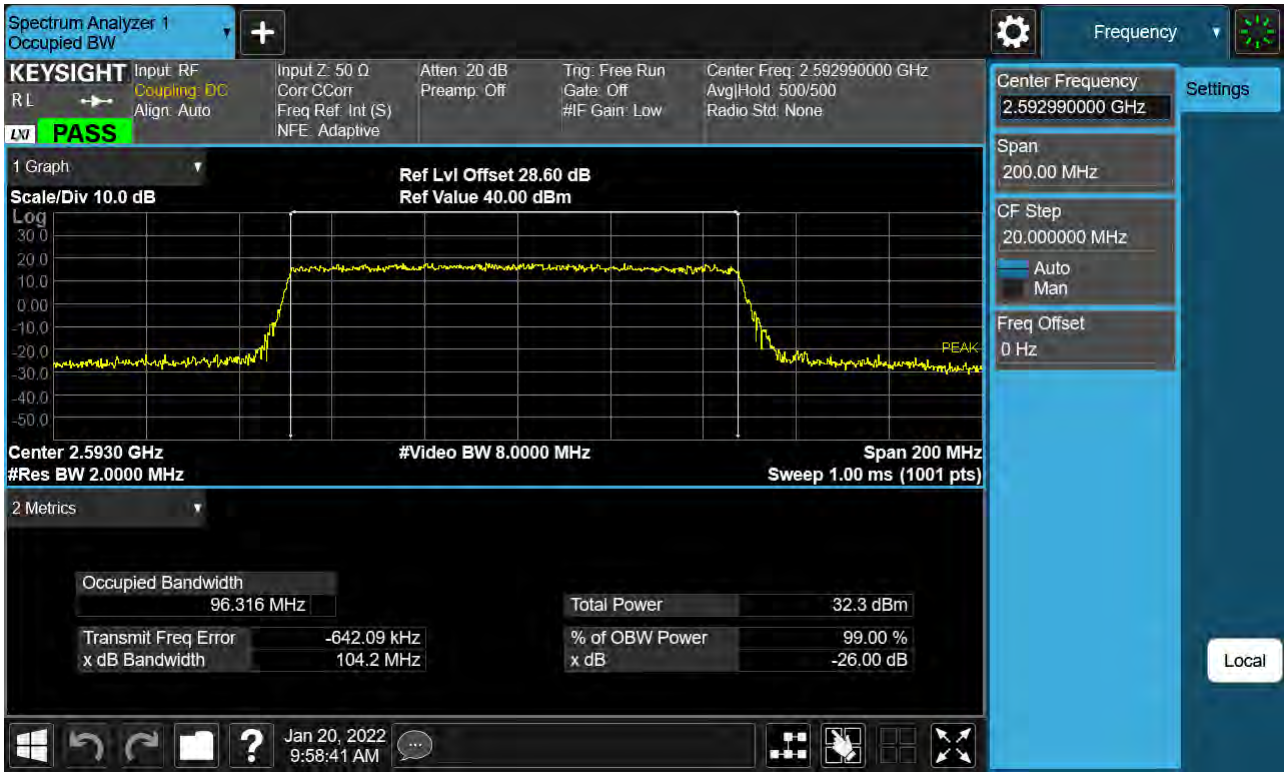 Spectrum Analyzer 1
Occupied BW
+
Frequency
KEYSIGHT
RL
LXI
PASS
Input: RF
Coupling: DC
Align: Auto
Input Z: 50 Ω
Corr CCorr
Freq Ref: Int (S)
NFE: Adaptive
Atten: 20 dB
Preamp: Off
Trig: Free Run
Gate: Off
#IF Gain: Low
Center Freq: 2.592990000 GHz
Avg|Hold: 500/500
Radio Std: None
Center Frequency
2.592990000 GHz
Settings
Span
200.00 MHz
CF Step
20.000000 MHz
Auto
Man
Freq Offset
0 Hz
Local
1 Graph
Scale/Div 10.0 dB
Ref Lvl Offset 28.60 dB
Ref Value 40.00 dBm
Log
30.0
20.0
10.0
0.00
-10.0
-20.0
-30.0
-40.0
-50.0
PEAK
Center 2.5930 GHz
#Video BW 8.0000 MHz
Span 200 MHz
#Res BW 2.0000 MHz
Sweep 1.00 ms (1001 pts)
2 Metrics
Occupied Bandwidth
96.316 MHz
Total Power 32.3 dBm
Transmit Freq Error -642.09 kHz
% of OBW Power 99.00 %
x dB Bandwidth 104.2 MHz
x dB -26.00 dB
?
Jan 20, 2022
9:58:41 AM